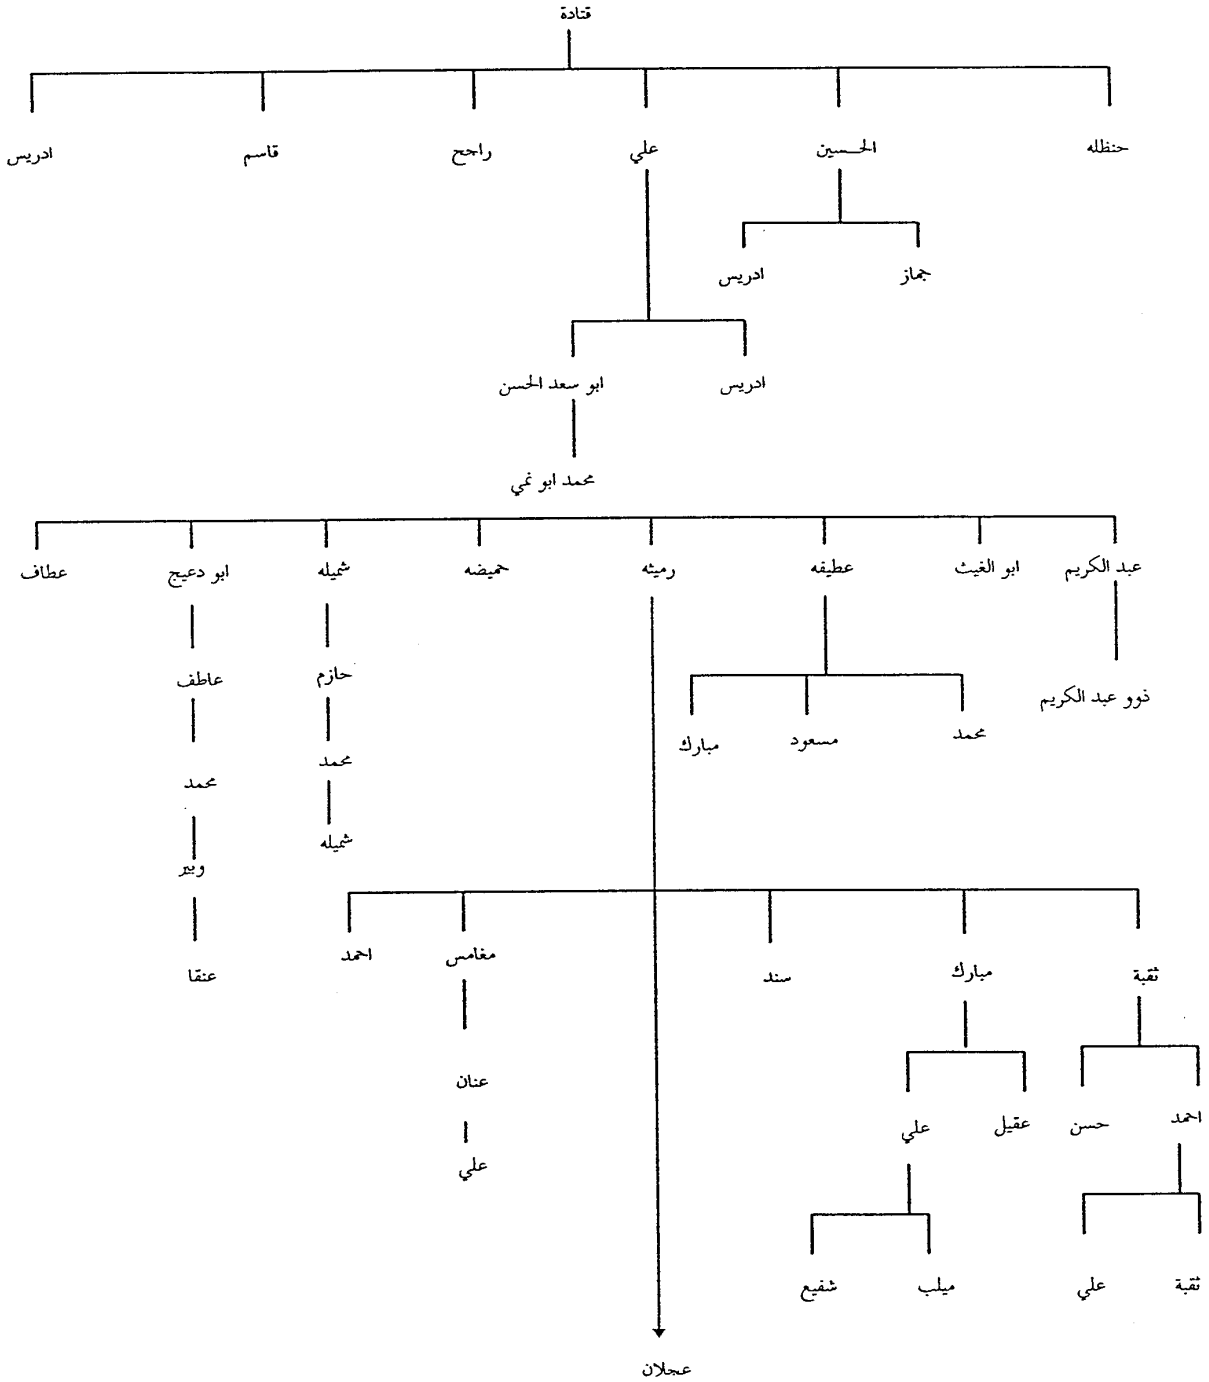 قتادة
حنظله الحسين علي راجح قاسم ادريس
جماز ادريس
ادريس ابو سعد الحسن
محمد ابو نمي
عبد الكريم ابو الغيث عطيفه رميثه حميضه شميله ابو دعيج عطاف
ذوو عبد الكريم حازم عاطف
محمد مسعود مبارك محمد محمد
شميله وبير
ثقبة مبارك سند مغامس احمد عنقا
احمد حسن عقيل علي عنان
علي
ثقبة علي ميلب شفيع
عجلان